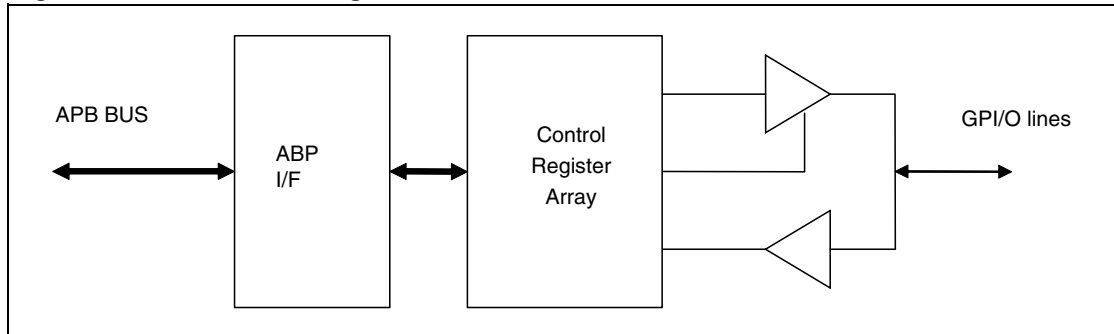 APB BUS
ABP
I/F
Control
Register
Array
GPI/O lines